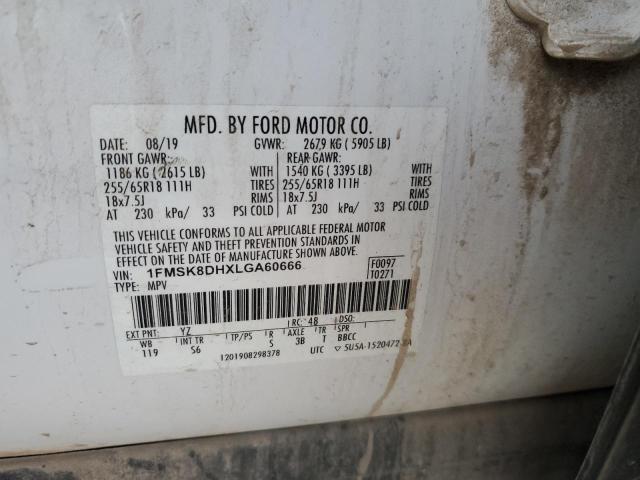 MFD. BY FORD MOTOR CO.
DATE: 08/19 GVWR: 2679 KG ( 5905 LB)
FRONT GAWR: REAR GAWR:
1186 KG ( 2615 LB) WITH 1540 KG ( 3395 LB) WITH
255/65R18 111H TIRES 255/65R18 111H TIRES
18x7.5J RIMS 18x7.5J RIMS
AT 230 kPa/ 33 PSI COLD AT 230 kPa/ 33 PSI COLD
THIS VEHICLE CONFORMS TO ALL APPLICABLE FEDERAL MOTOR
VEHICLE SAFETY AND THEFT PREVENTION STANDARDS IN
EFFECT ON THE DATE OF MANUFACTURE SHOWN ABOVE.
VIN: 1FMSK8DHXLGA60666 F0097
TYPE: MPV T0271
EXT PNT: YZ RC: 48 DSO:
WB INT TR TP/PS R AXLE TR SPR
119 S6 S 3B T BBCC
1201908298378 UTC ▽ 5U5A-1520472-AA